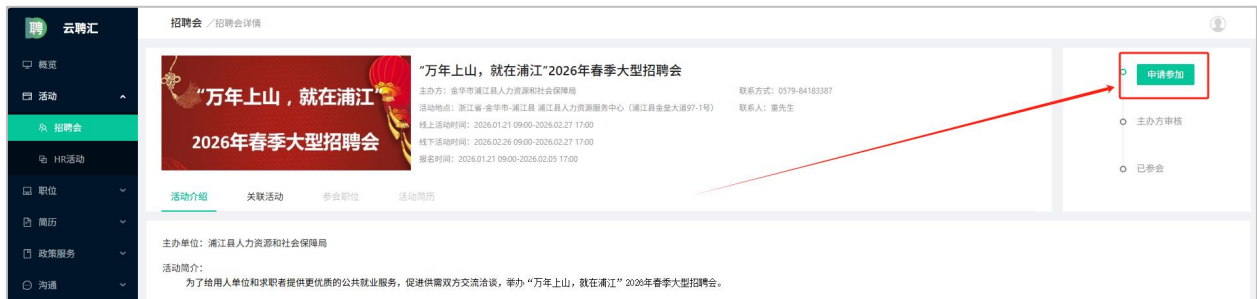 聘 云聘汇
招聘会 / 招聘会详情
概览
活动
招聘会
HR活动
职位
简历
政策服务
沟通
“万年上山，就在浦江”
2026年春季大型招聘会
“万年上山，就在浦江”2026年春季大型招聘会
主办方：金华市浦江县人力资源和社会保障局
联系方式：0579-84183387
活动地点：浙江省-金华市-浦江县 浦江县人力资源服务中心（浦江县金垒大道97-1号）
联系人：董先生
线上活动时间：2026.01.21 09:00-2026.02.27 17:00
线下活动时间：2026.02.26 09:00-2026.02.27 17:00
报名时间：2026.01.21 09:00-2026.02.05 17:00
活动介绍 关联活动 参会职位 活动简历
申请参加
主办方审核
已参会
主办单位：浦江县人力资源和社会保障局
活动简介：
为了给用人单位和求职者提供更优质的公共就业服务，促进供需双方交流洽谈，举办“万年上山，就在浦江”2026年春季大型招聘会。